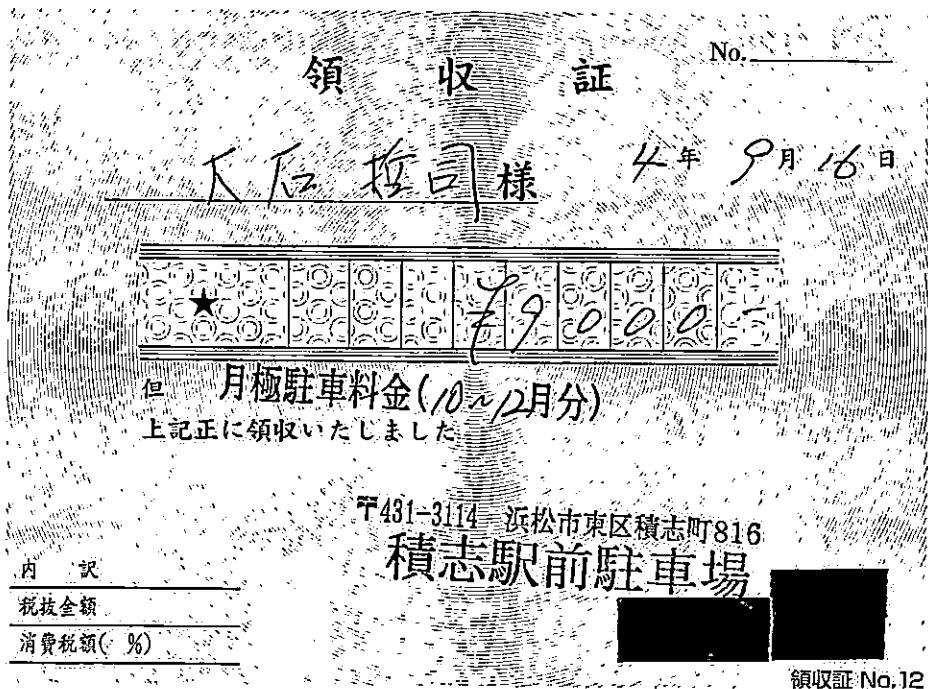 No.
領収証
大石哲司様 4年9月16日
★ ¥9000-
但 月極駐車料金(10~12月分)
上記正に領収いたしました
〒431-3114 浜松市東区積志町816
積志駅前駐車場
内訳
税抜金額
消費税額( %)
領収証 No,12